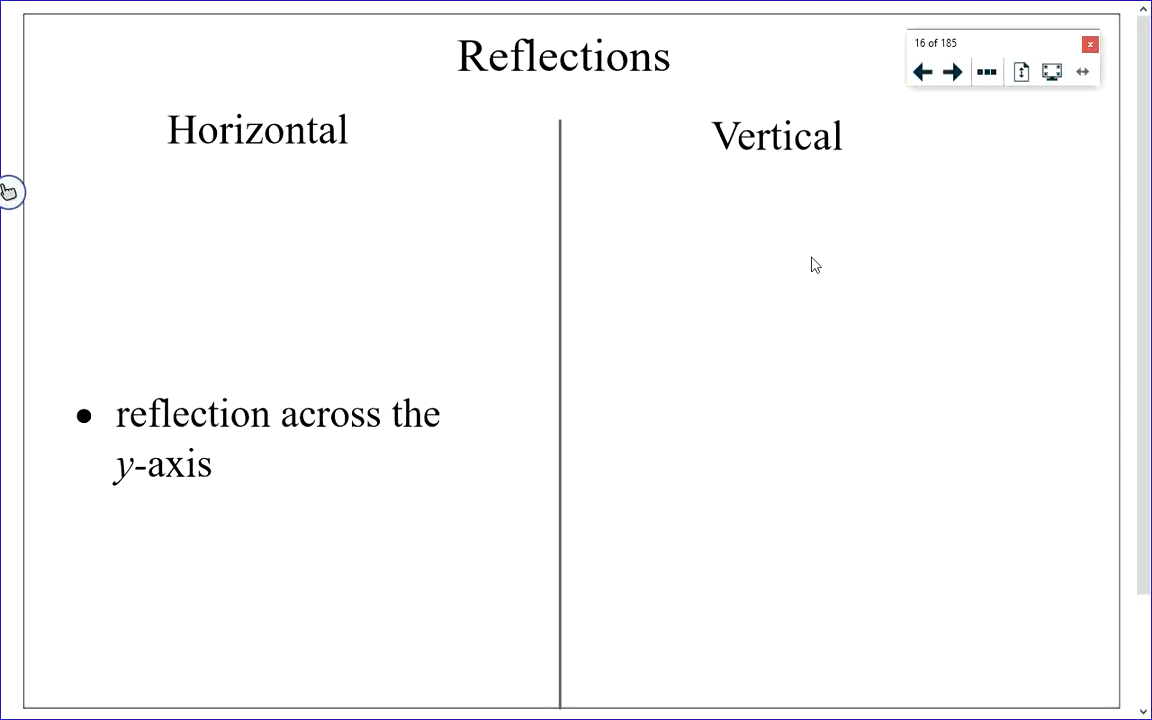 Reflections
16 of 185
x
Horizontal
Vertical
● reflection across the
y-axis